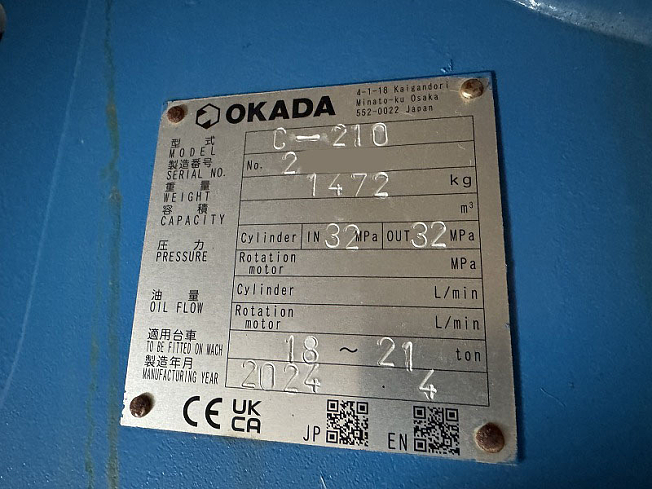 OKADA
4-1-18 Kaigandori
Minato-ku Osaka
552-0022 Japan
型式 C-210
MODEL
製造番号 No. 2
SERIAL NO.
重量 1472 kg
WEIGHT
容積 m³
CAPACITY
圧力 Cylinder IN 32 MPa OUT 32 MPa
PRESSURE Rotation motor MPa
油量 Cylinder L/min
OIL FLOW Rotation motor L/min
適用台車 18~21 ton
TO BE FITTED ON MACH
製造年月 2024 4
MANUFACTURING YEAR
CE UK CA
JP EN